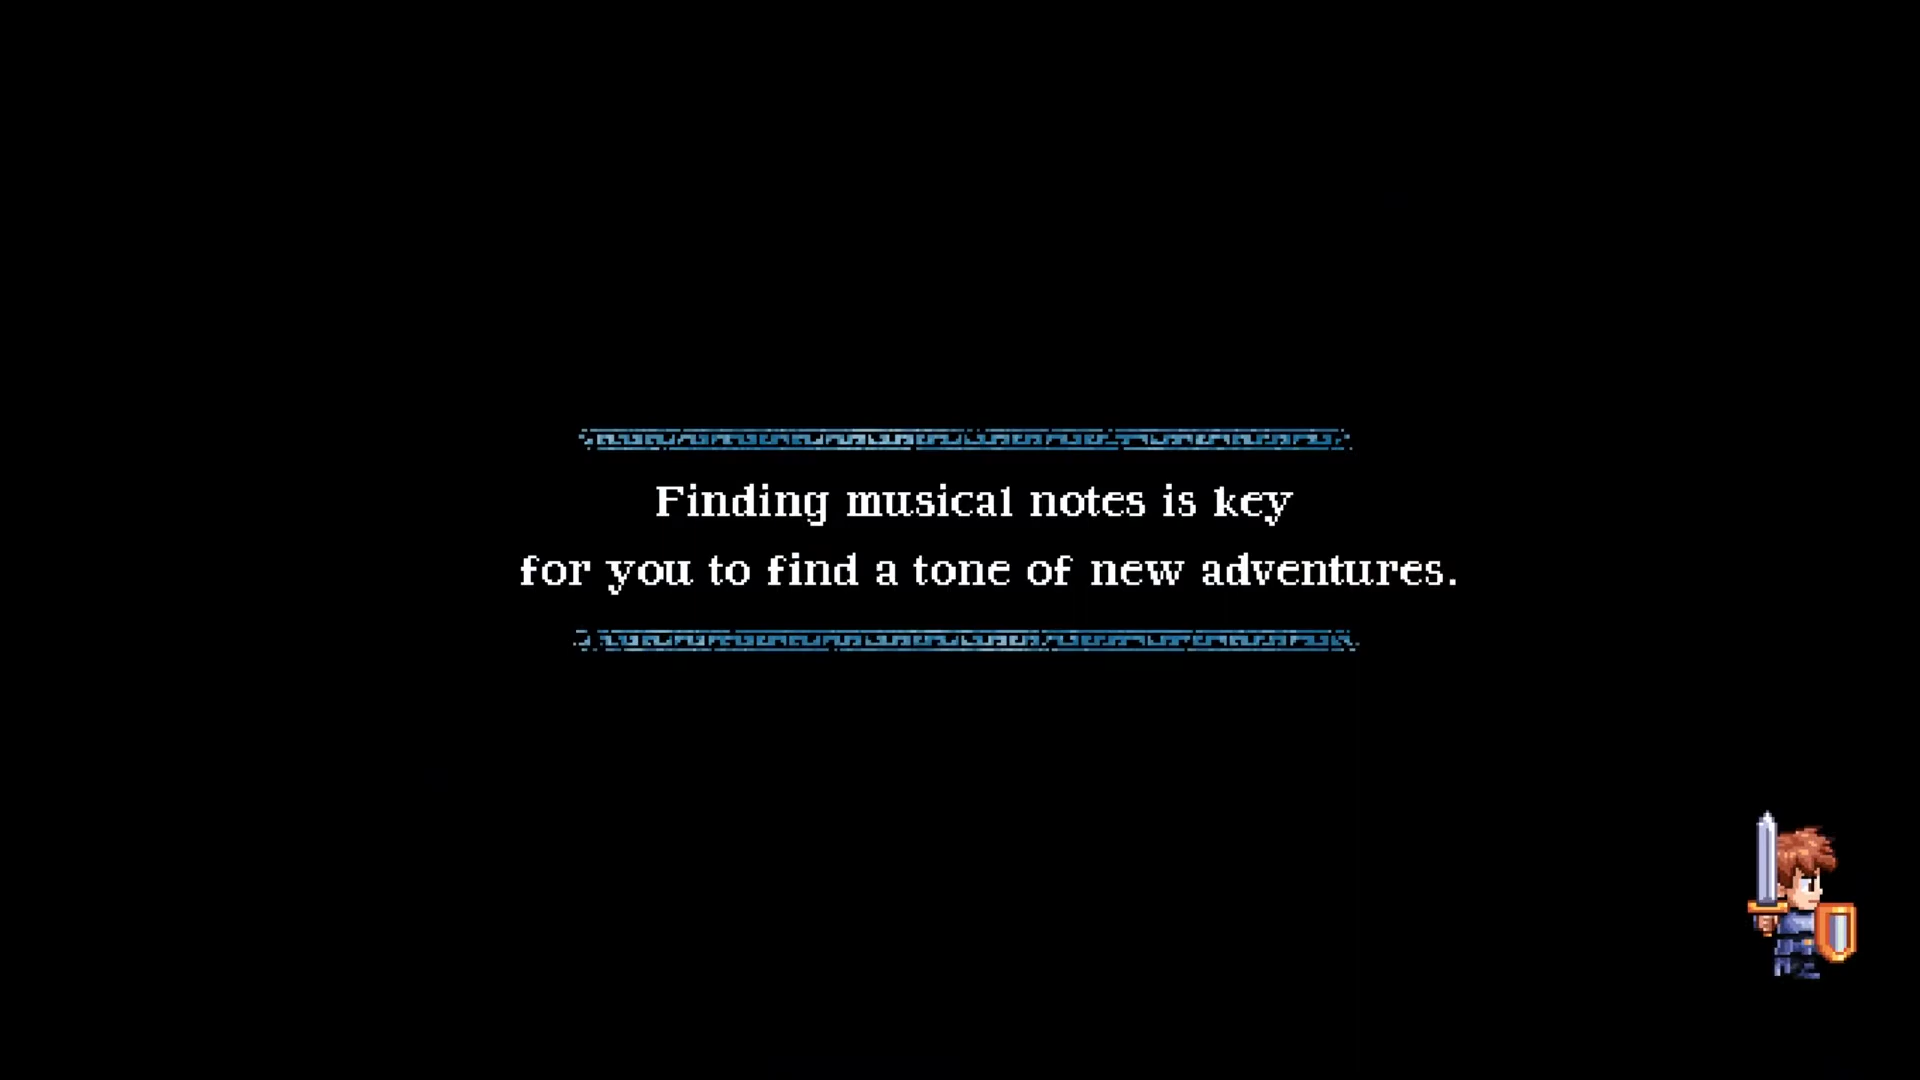 Finding musical notes is key
for you to find a tone of new adventures.